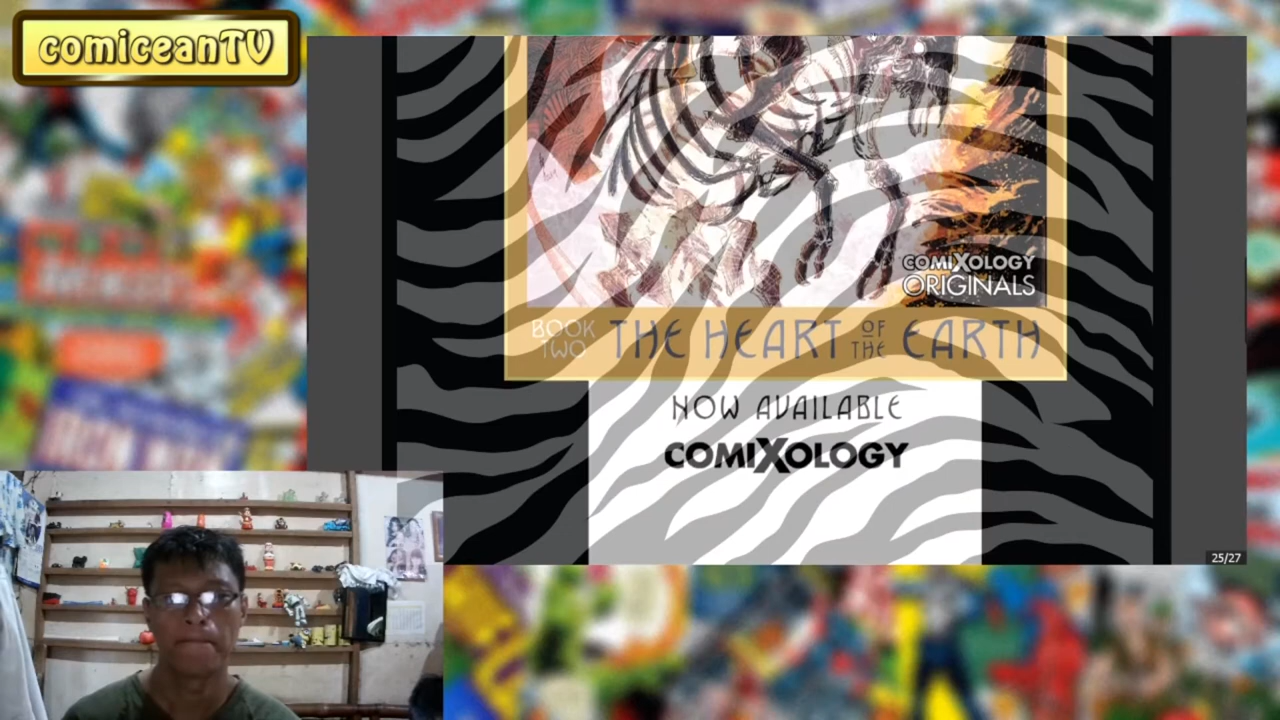 comiceanTV
COMIXOLOGY
ORIGINALS
BOOK
TWO
THE HEART OF THE EARTH
NOW AVAILABLE
COMIXOLOGY
25/27